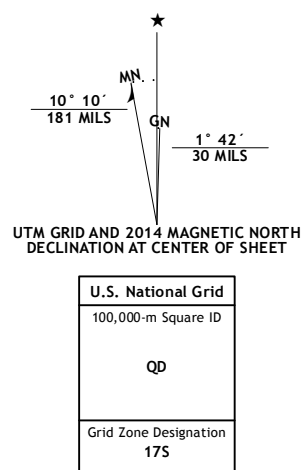 ★
MN
10° 10´
181 MILS
GN
1° 42´
30 MILS
UTM GRID AND 2014 MAGNETIC NORTH
DECLINATION AT CENTER OF SHEET
U.S. National Grid
100,000-m Square ID
QD
Grid Zone Designation
17S